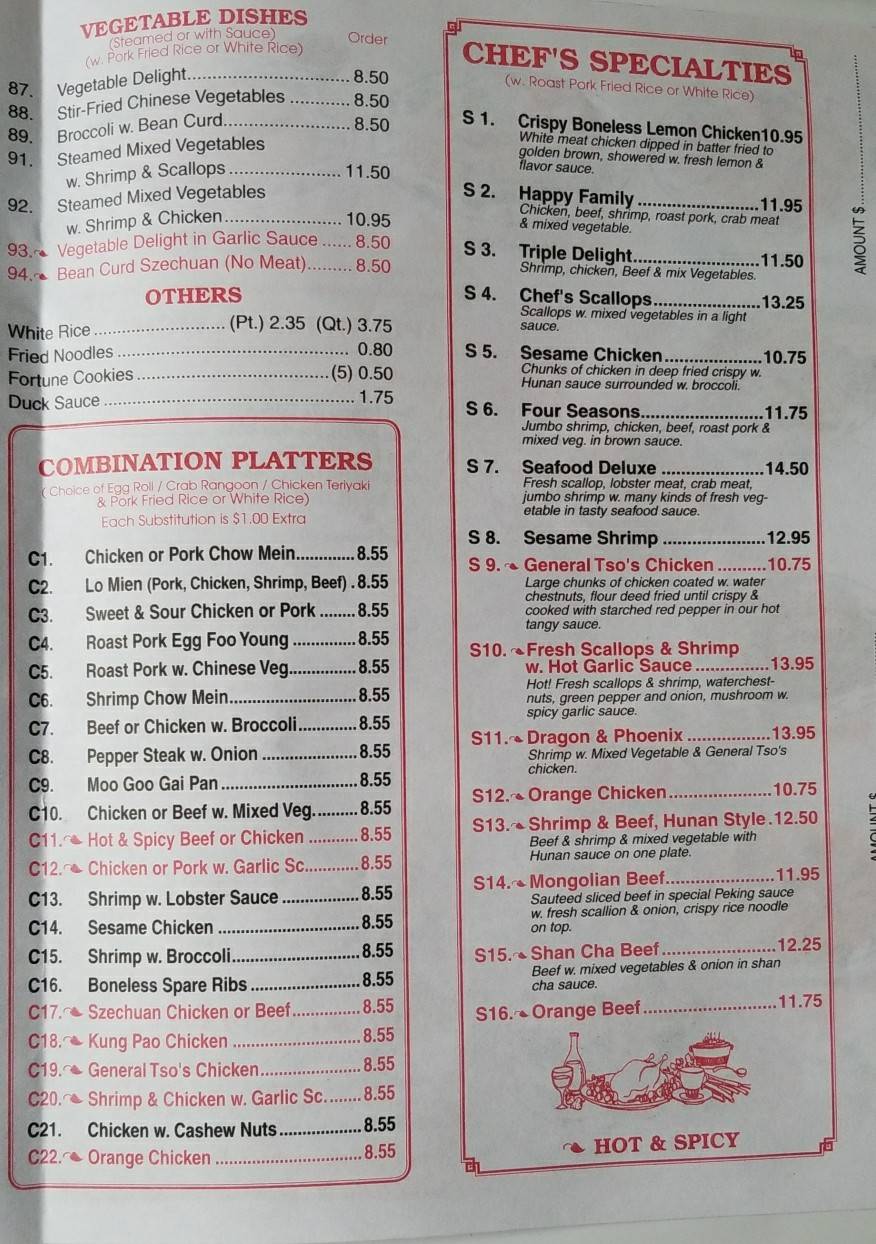 VEGETABLE DISHES
(Steamed or with Sauce)
(w. Pork Fried Rice or White Rice)
Order
87. Vegetable Delight 8.50
88. Stir-Fried Chinese Vegetables 8.50
89. Broccoli w. Bean Curd 8.50
91. Steamed Mixed Vegetables
w. Shrimp & Scallops 11.50
92. Steamed Mixed Vegetables
w. Shrimp & Chicken 10.95
93. Vegetable Delight in Garlic Sauce 8.50
94. Bean Curd Szechuan (No Meat) 8.50
OTHERS
White Rice (Pt.) 2.35 (Qt.) 3.75
Fried Noodles 0.80
Fortune Cookies (5) 0.50
Duck Sauce 1.75
COMBINATION PLATTERS
(Choice of Egg Roll / Crab Rangoon / Chicken Teriyaki
& Pork Fried Rice or White Rice)
Each Substitution is $1.00 Extra
C1. Chicken or Pork Chow Mein 8.55
C2. Lo Mien (Pork, Chicken, Shrimp, Beef) 8.55
C3. Sweet & Sour Chicken or Pork 8.55
C4. Roast Pork Egg Foo Young 8.55
C5. Roast Pork w. Chinese Veg. 8.55
C6. Shrimp Chow Mein 8.55
C7. Beef or Chicken w. Broccoli 8.55
C8. Pepper Steak w. Onion 8.55
C9. Moo Goo Gai Pan 8.55
C10. Chicken or Beef w. Mixed Veg. 8.55
C11. Hot & Spicy Beef or Chicken 8.55
C12. Chicken or Pork w. Garlic Sc. 8.55
C13. Shrimp w. Lobster Sauce 8.55
C14. Sesame Chicken 8.55
C15. Shrimp w. Broccoli 8.55
C16. Boneless Spare Ribs 8.55
C17. Szechuan Chicken or Beef 8.55
C18. Kung Pao Chicken 8.55
C19. General Tso's Chicken 8.55
C20. Shrimp & Chicken w. Garlic Sc. 8.55
C21. Chicken w. Cashew Nuts 8.55
C22. Orange Chicken 8.55
CHEF'S SPECIALTIES
(w. Roast Pork Fried Rice or White Rice)
S 1. Crispy Boneless Lemon Chicken 10.95
White meat chicken dipped in batter fried to
golden brown, showered w. fresh lemon &
flavor sauce.
S 2. Happy Family 11.95
Chicken, beef, shrimp, roast pork, crab meat
& mixed vegetable.
S 3. Triple Delight 11.50
Shrimp, chicken, Beef & mix Vegetables.
S 4. Chef's Scallops 13.25
Scallops w. mixed vegetables in a light
sauce.
S 5. Sesame Chicken 10.75
Chunks of chicken in deep fried crispy w.
Hunan sauce surrounded w. broccoli.
S 6. Four Seasons 11.75
Jumbo shrimp, chicken, beef, roast pork &
mixed veg. in brown sauce.
S 7. Seafood Deluxe 14.50
Fresh scallop, lobster meat, crab meat,
jumbo shrimp w. many kinds of fresh veg-
etable in tasty seafood sauce.
S 8. Sesame Shrimp 12.95
S 9. General Tso's Chicken 10.75
Large chunks of chicken coated w. water
chestnuts, flour deed fried until crispy &
cooked with starched red pepper in our hot
tangy sauce.
S10. Fresh Scallops & Shrimp
w. Hot Garlic Sauce 13.95
Hot! Fresh scallops & shrimp, waterchest-
nuts, green pepper and onion, mushroom w.
spicy garlic sauce.
S11. Dragon & Phoenix 13.95
Shrimp w. Mixed Vegetable & General Tso's
chicken.
S12. Orange Chicken 10.75
S13. Shrimp & Beef, Hunan Style 12.50
Beef & shrimp & mixed vegetable with
Hunan sauce on one plate.
S14. Mongolian Beef 11.95
Sauteed sliced beef in special Peking sauce
w. fresh scallion & onion, crispy rice noodle
on top.
S15. Shan Cha Beef 12.25
Beef w. mixed vegetables & onion in shan
cha sauce.
S16. Orange Beef 11.75
HOT & SPICY
AMOUNT $
AMOUNT $